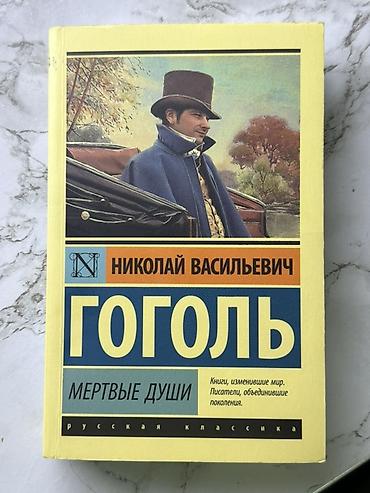 N
НИКОЛАЙ ВАСИЛЬЕВИЧ
ГОГОЛЬ
МЕРТВЫЕ ДУШИ
Книги, изменившие мир.
Писатели, объединившие
поколения.
русская классика